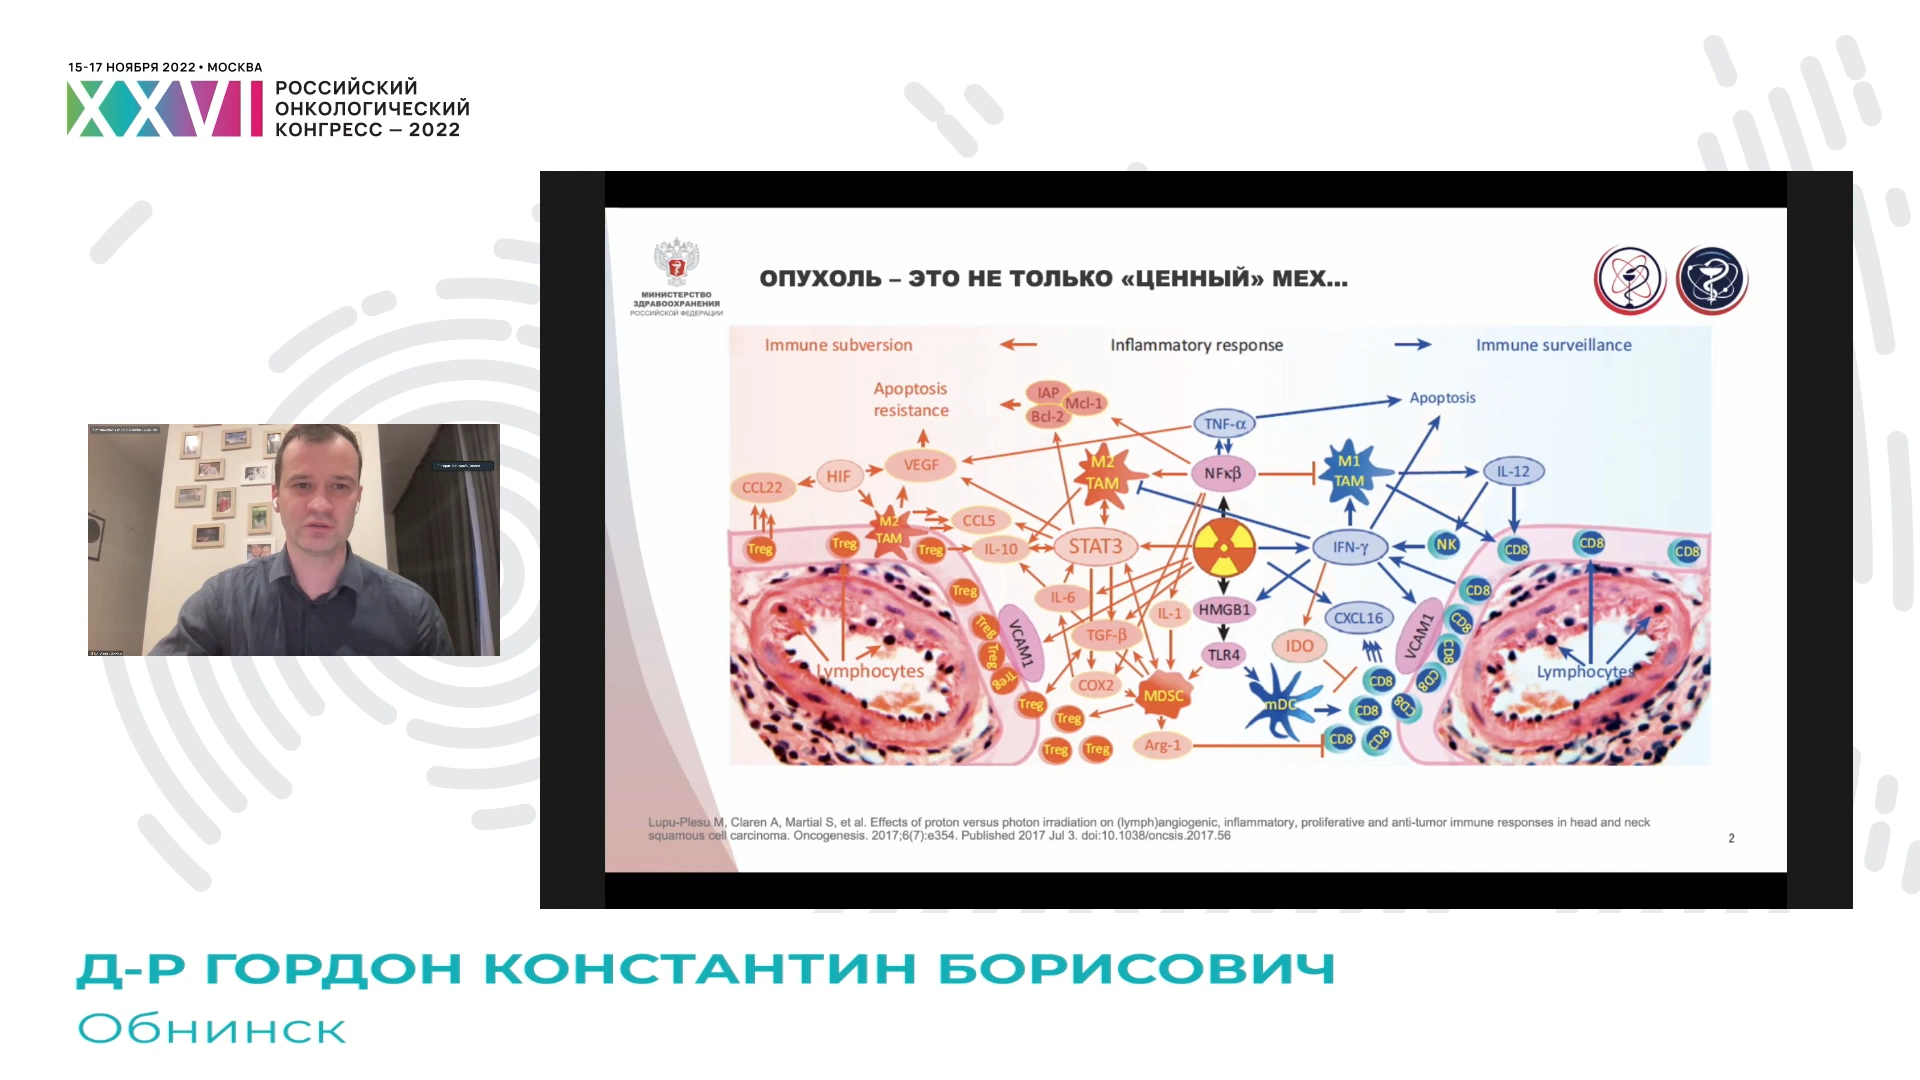 15-17 НОЯБРЯ 2022 • МОСКВА
XXVI
РОССИЙСКИЙ
ОНКОЛОГИЧЕСКИЙ
КОНГРЕСС – 2022
МИНИСТЕРСТВО
ЗДРАВООХРАНЕНИЯ
РОССИЙСКОЙ ФЕДЕРАЦИИ
ОПУХОЛЬ – ЭТО НЕ ТОЛЬКО «ЦЕННЫЙ» МЕХ...
Immune subversion
Inflammatory response
Immune surveillance
Apoptosis
resistance
IAP
Mcl-1
Bcl-2
TNF-α
Apoptosis
CCL22
HIF
VEGF
M2
TAM
NFκβ
M1
TAM
IL-12
M2
TAM
CCL5
Treg
Treg
Treg
IL-10
STAT3
IFN-γ
NK
CD8
CD8
CD8
Treg
IL-6
IL-1
HMGB1
CXCL16
CD8
Treg
VCAM1
TGF-β
TLR4
IDO
VCAM1
CD8
Treg
CD8
Lymphocytes
Treg
COX2
MDSC
mDC
CD8
CD8
Lymphocytes
Treg
Treg
CD8
CD8
Treg
Treg
Arg-1
CD8
CD8
Lupu-Plesu M, Claren A, Martial S, et al. Effects of proton versus photon irradiation on (lymph)angiogenic, inflammatory, proliferative and anti-tumor immune responses in head and neck
squamous cell carcinoma. Oncogenesis. 2017;6(7):e354. Published 2017 Jul 3. doi:10.1038/oncsis.2017.56
2
Д-Р ГОРДОН КОНСТАНТИН БОРИСОВИЧ
Обнинск